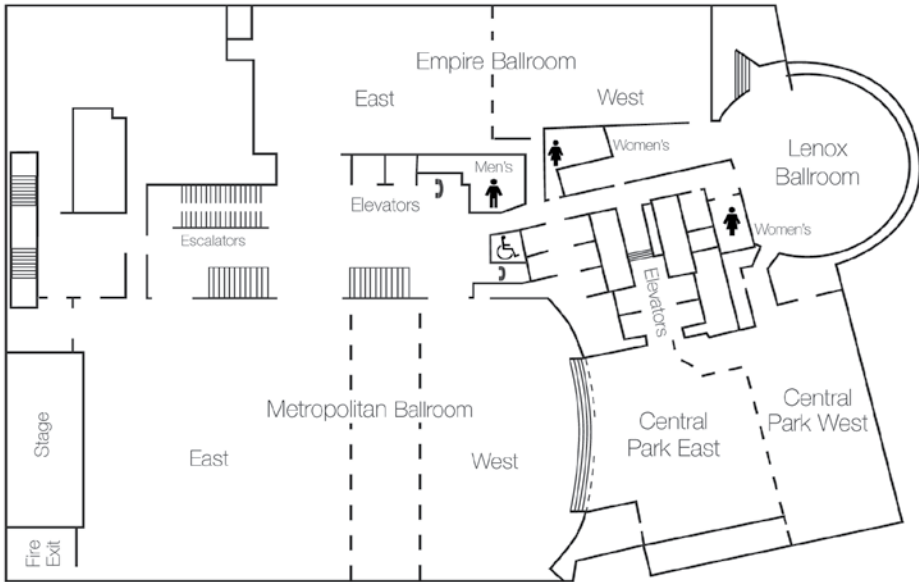 Empire Ballroom
East
West
Men's
Women's
Lenox
Ballroom
Elevators
Women's
Escalators
Elevators
Metropolitan Ballroom
East
West
Central
Park East
Central
Park West
Stage
Fire
Exit